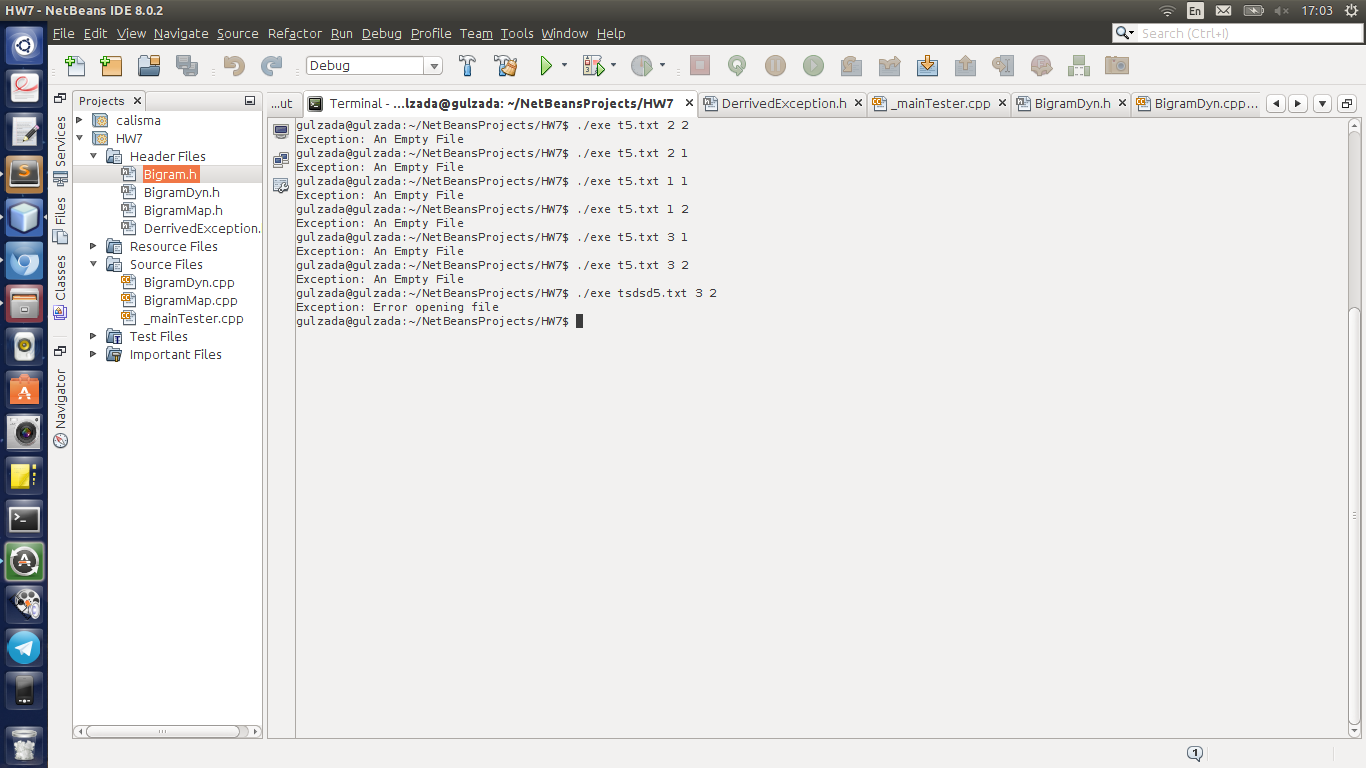 HW7 - NetBeans IDE 8.0.2
En
17:03
File Edit View Navigate Source Refactor Run Debug Profile Team Tools Window Help
Search (Ctrl+I)
Debug
Projects
...ut
Terminal - ...lzada@gulzada: ~/NetBeansProjects/HW7
DerrivedException.h
_mainTester.cpp
BigramDyn.h
BigramDyn.cpp...
Services
Files
Classes
Navigator
calisma
HW7
Header Files
Bigram.h
BigramDyn.h
BigramMap.h
DerrivedException.
Resource Files
Source Files
BigramDyn.cpp
BigramMap.cpp
_mainTester.cpp
Test Files
Important Files
gulzada@gulzada:~/NetBeansProjects/HW7$ ./exe t5.txt 2 2
Exception: An Empty File
gulzada@gulzada:~/NetBeansProjects/HW7$ ./exe t5.txt 2 1
Exception: An Empty File
gulzada@gulzada:~/NetBeansProjects/HW7$ ./exe t5.txt 1 1
Exception: An Empty File
gulzada@gulzada:~/NetBeansProjects/HW7$ ./exe t5.txt 1 2
Exception: An Empty File
gulzada@gulzada:~/NetBeansProjects/HW7$ ./exe t5.txt 3 1
Exception: An Empty File
gulzada@gulzada:~/NetBeansProjects/HW7$ ./exe t5.txt 3 2
Exception: An Empty File
gulzada@gulzada:~/NetBeansProjects/HW7$ ./exe tsdsd5.txt 3 2
Exception: Error opening file
gulzada@gulzada:~/NetBeansProjects/HW7$
1